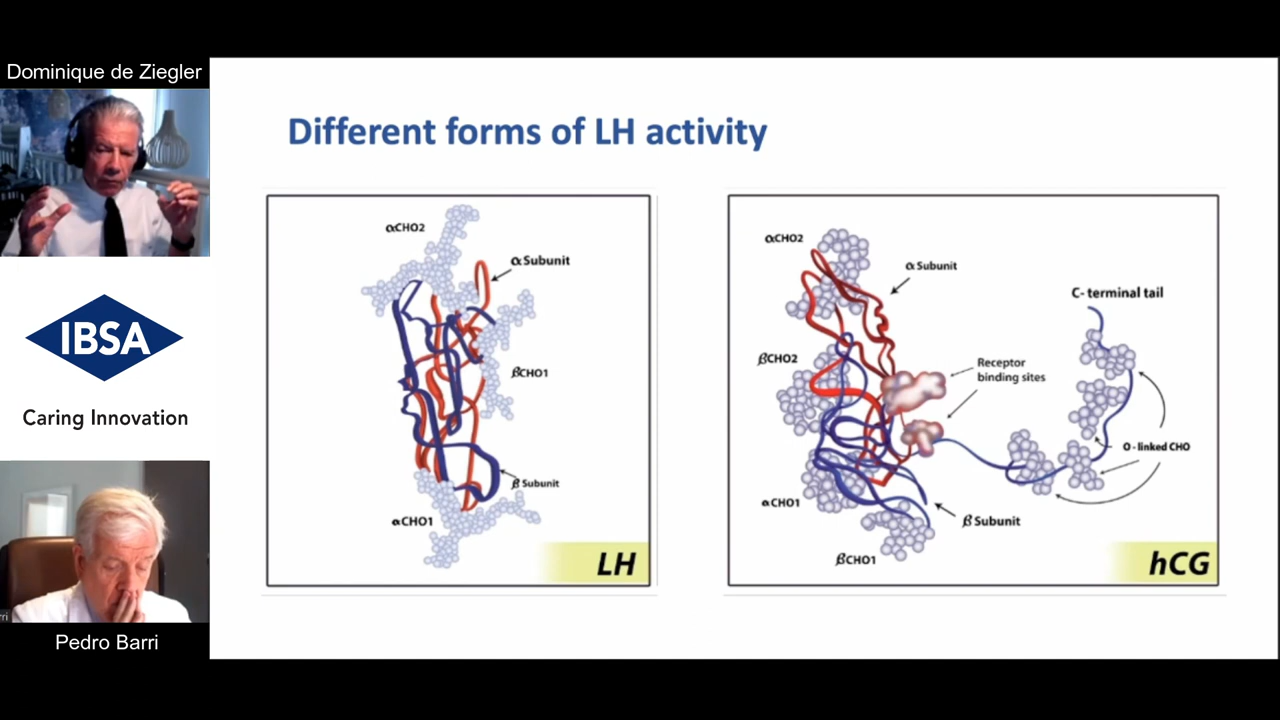 Dominique de Ziegler
IBSA
Caring Innovation
rri
Pedro Barri
Different forms of LH activity
αCHO2
α Subunit
βCHO1
β Subunit
αCHO1
LH
αCHO2
α Subunit
C- terminal tail
βCHO2
Receptor
binding sites
O - linked CHO
αCHO1
β Subunit
βCHO1
hCG